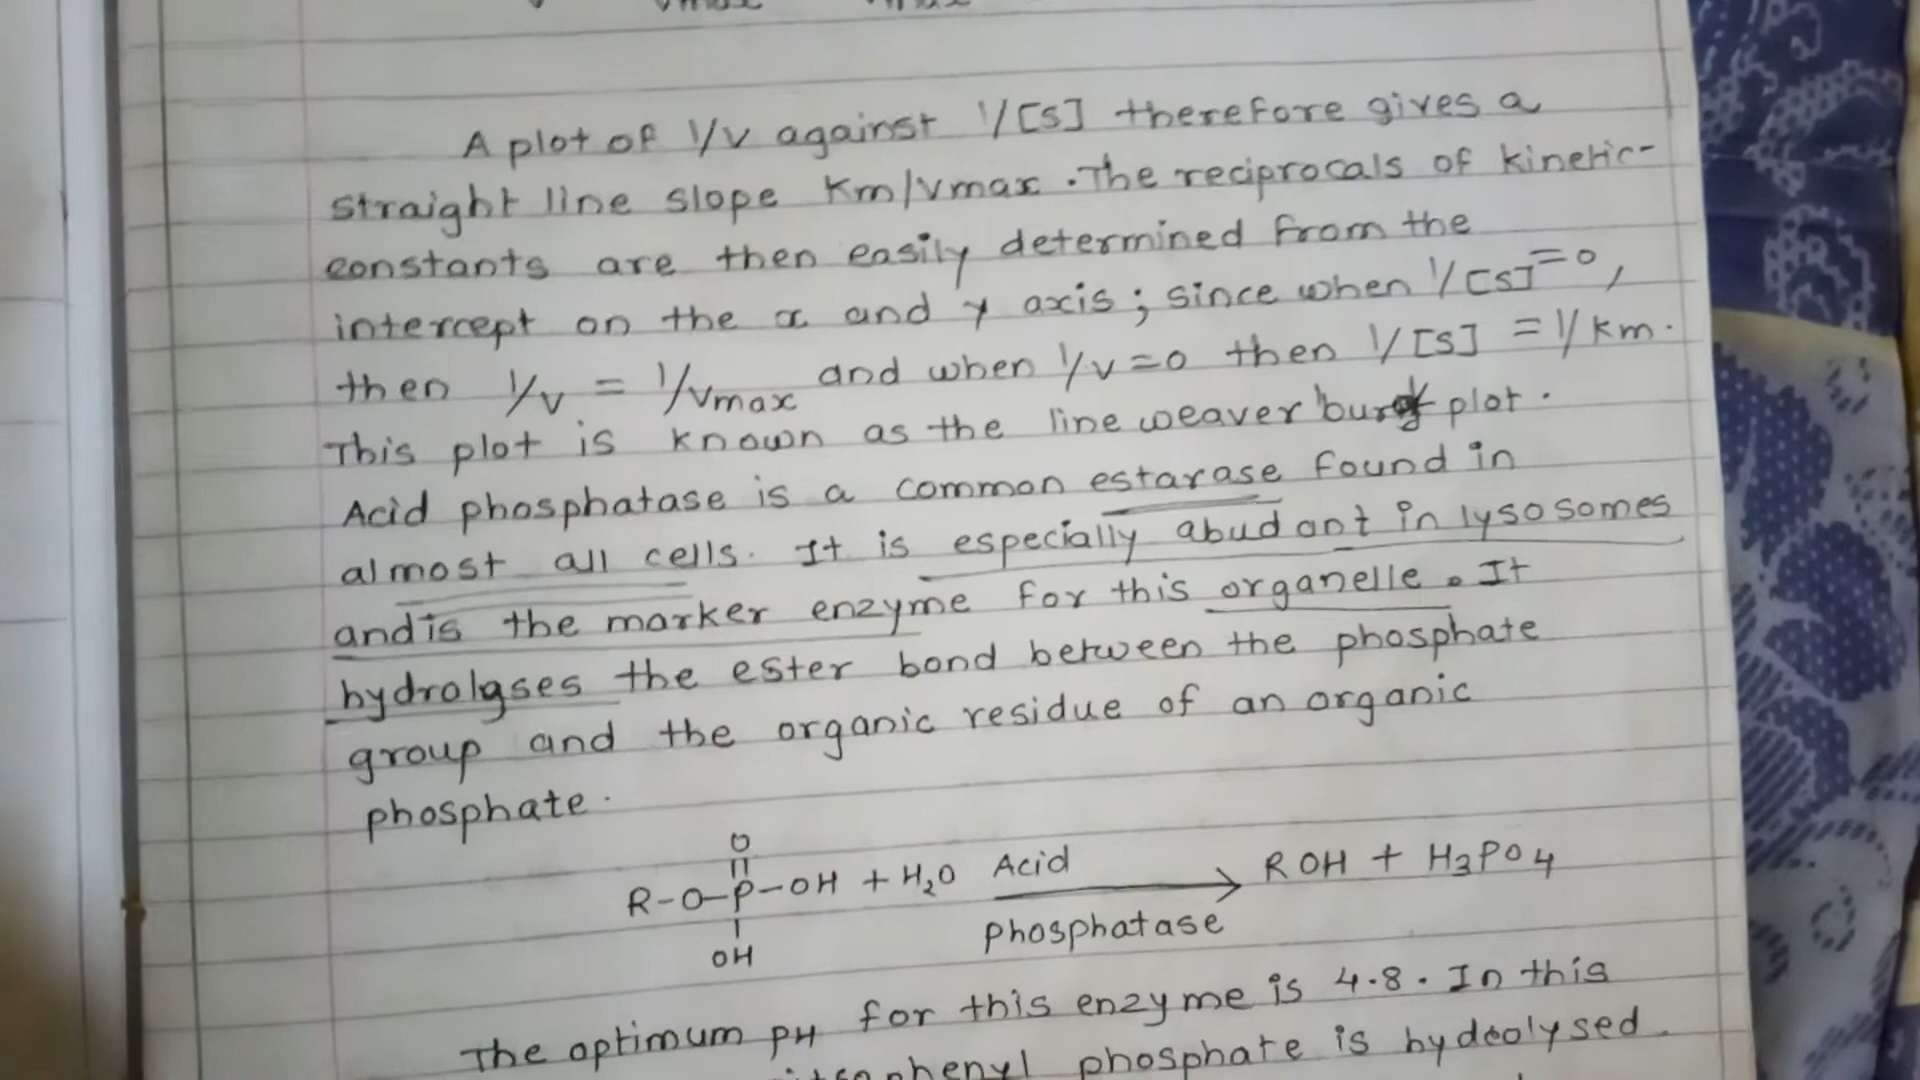 A plot of 1/V against 1/[S] therefore gives a
straight line slope Km/Vmax. The reciprocals of kinetic-
constants are then easily determined from the
intercept on the x and y axis; since when 1/[S]=0,
then 1/V = 1/Vmax and when 1/V=0 then 1/[S] = 1/Km.
This plot is known as the line weaver burk plot.
Acid phosphatase is a common estarase found in
almost all cells. It is especially abudant in lysosomes
and is the marker enzyme for this organelle. It
hydrolyses the ester bond between the phosphate
group and the organic residue of an organic
phosphate.
O
R-O-P-OH + H2O Acid → ROH + H3PO4
phosphatase
OH
The optimum pH for this enzyme is 4.8. In this
phosphate is hydeolysed